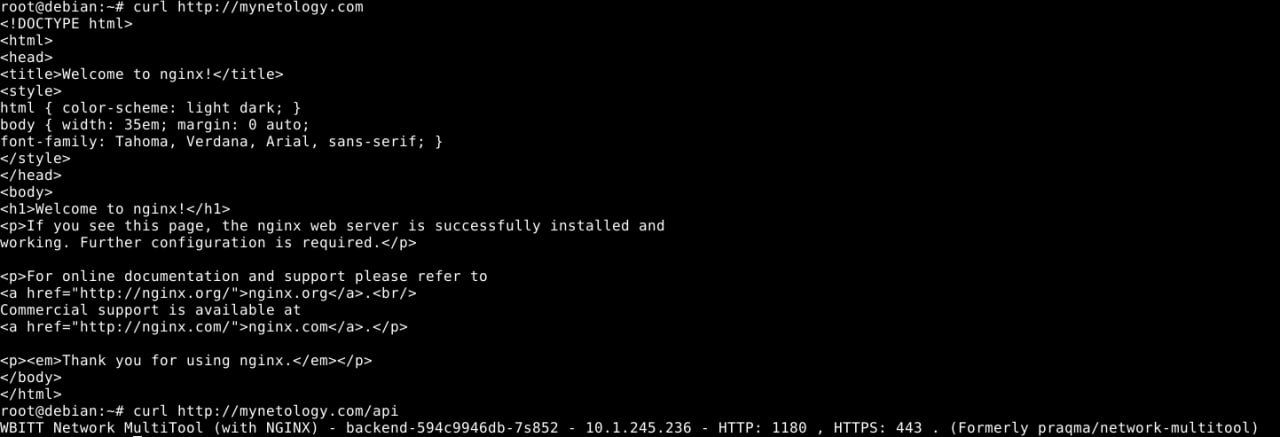 root@debian:~# curl http://mynetology.com
<!DOCTYPE html>
<html>
<head>
<title>Welcome to nginx!</title>
<style>
html { color-scheme: light dark; }
body { width: 35em; margin: 0 auto;
font-family: Tahoma, Verdana, Arial, sans-serif; }
</style>
</head>
<body>
<h1>Welcome to nginx!</h1>
<p>If you see this page, the nginx web server is successfully installed and
working. Further configuration is required.</p>

<p>For online documentation and support please refer to
<a href="http://nginx.org/">nginx.org</a>.<br/>
Commercial support is available at
<a href="http://nginx.com/">nginx.com</a>.</p>

<p><em>Thank you for using nginx.</em></p>
</body>
</html>
root@debian:~# curl http://mynetology.com/api
WBITT Network MultiTool (with NGINX) - backend-594c9946db-7s852 - 10.1.245.236 - HTTP: 1180 , HTTPS: 443 . (Formerly praqma/network-multitool)